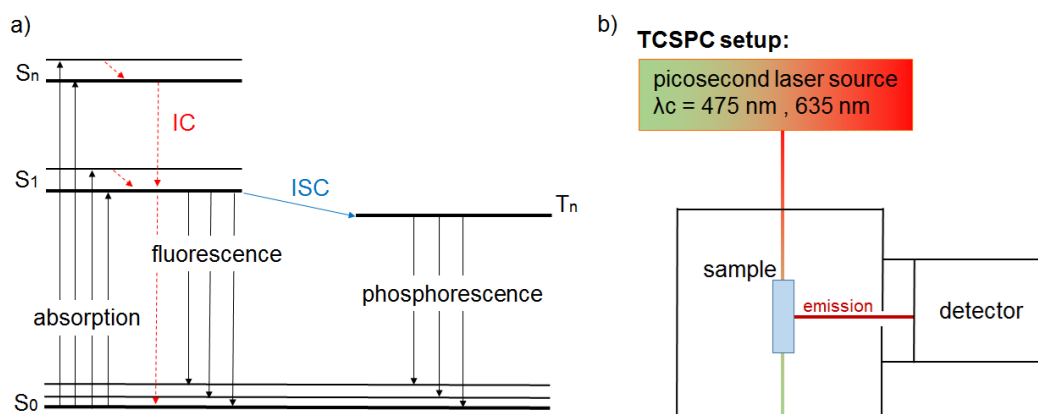 a)
Sn
IC
S1
ISC
Tn
fluorescence
phosphorescence
absorption
S0
b)
TCSPC setup:
picosecond laser source
λc = 475 nm , 635 nm
sample
emission
detector